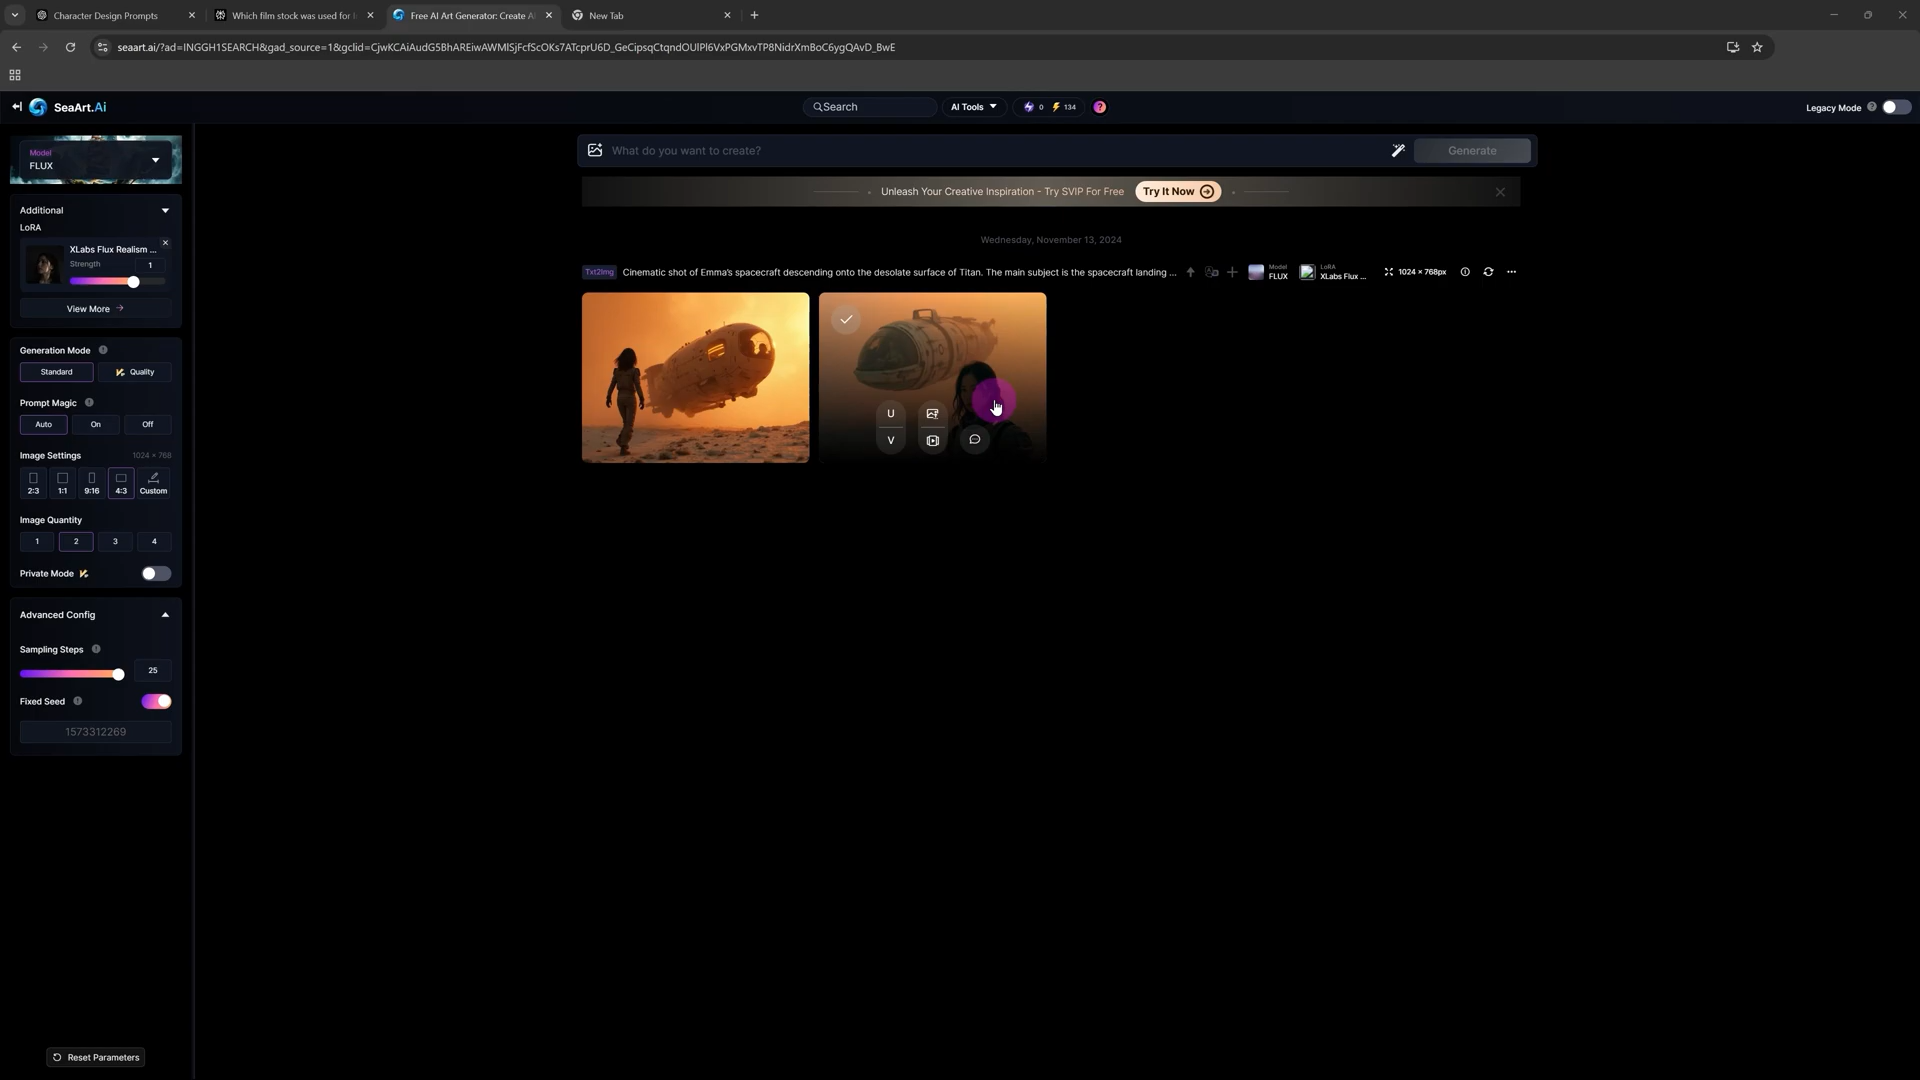 Character Design Prompts
Which film stock was used for
Free AI Art Generator: Create A
New Tab
seaart.ai/?ad=INGGH1SEARCH&gad_source=1&gclid=CjwKCAiAudG5BhAREiwAWMlSjFcfScOKs7ATcprU6D_GeCipsqCtqndOUIPl6VxPGMxvTP8NidrXmBoC6ygQAvD_BwE
SeaArt.Ai
Search
AI Tools
0
134
?
Legacy Mode
What do you want to create?
Generate
Unleash Your Creative Inspiration - Try SVIP For Free
Try It Now
Wednesday, November 13, 2024
Txt2Img
Cinematic shot of Emma's spacecraft descending onto the desolate surface of Titan. The main subject is the spacecraft landing ...
Model
FLUX
LoRA
XLabs Flux ...
1024 × 768px
U
V
Model
FLUX
Additional
LoRA
XLabs Flux Realism ...
Strength
1
View More
Generation Mode
Standard
Quality
Prompt Magic
Auto
On
Off
Image Settings
1024 × 768
2:3
1:1
9:16
4:3
Custom
Image Quantity
1
2
3
4
Private Mode
Advanced Config
Sampling Steps
25
Fixed Seed
1573312269
Reset Parameters